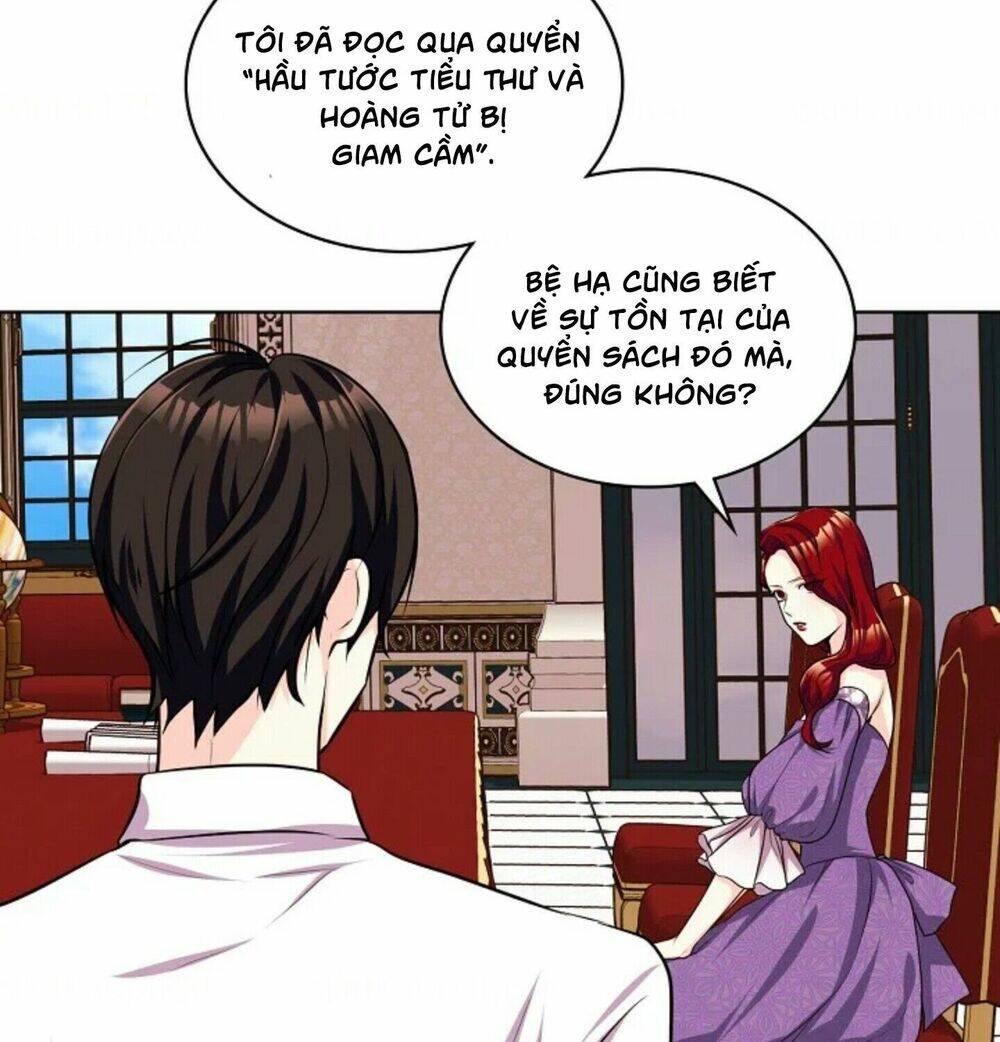 TÔI ĐÃ ĐỌC QUA QUYỂN
"HẦU TƯỚC TIỂU THƯ VÀ
HOÀNG TỬ BỊ
GIAM CẦM".
BỆ HẠ CŨNG BIẾT
VỀ SỰ TỒN TẠI CỦA
QUYỂN SÁCH ĐÓ MÀ,
ĐÚNG KHÔNG?